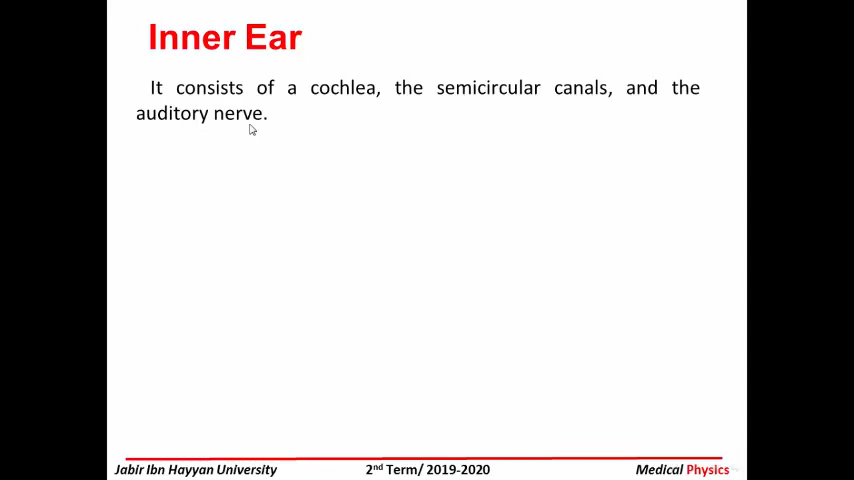 Inner Ear
It consists of a cochlea, the semicircular canals, and the
auditory nerve.
Jabir Ibn Hayyan University 2nd Term/ 2019-2020 Medical Physics